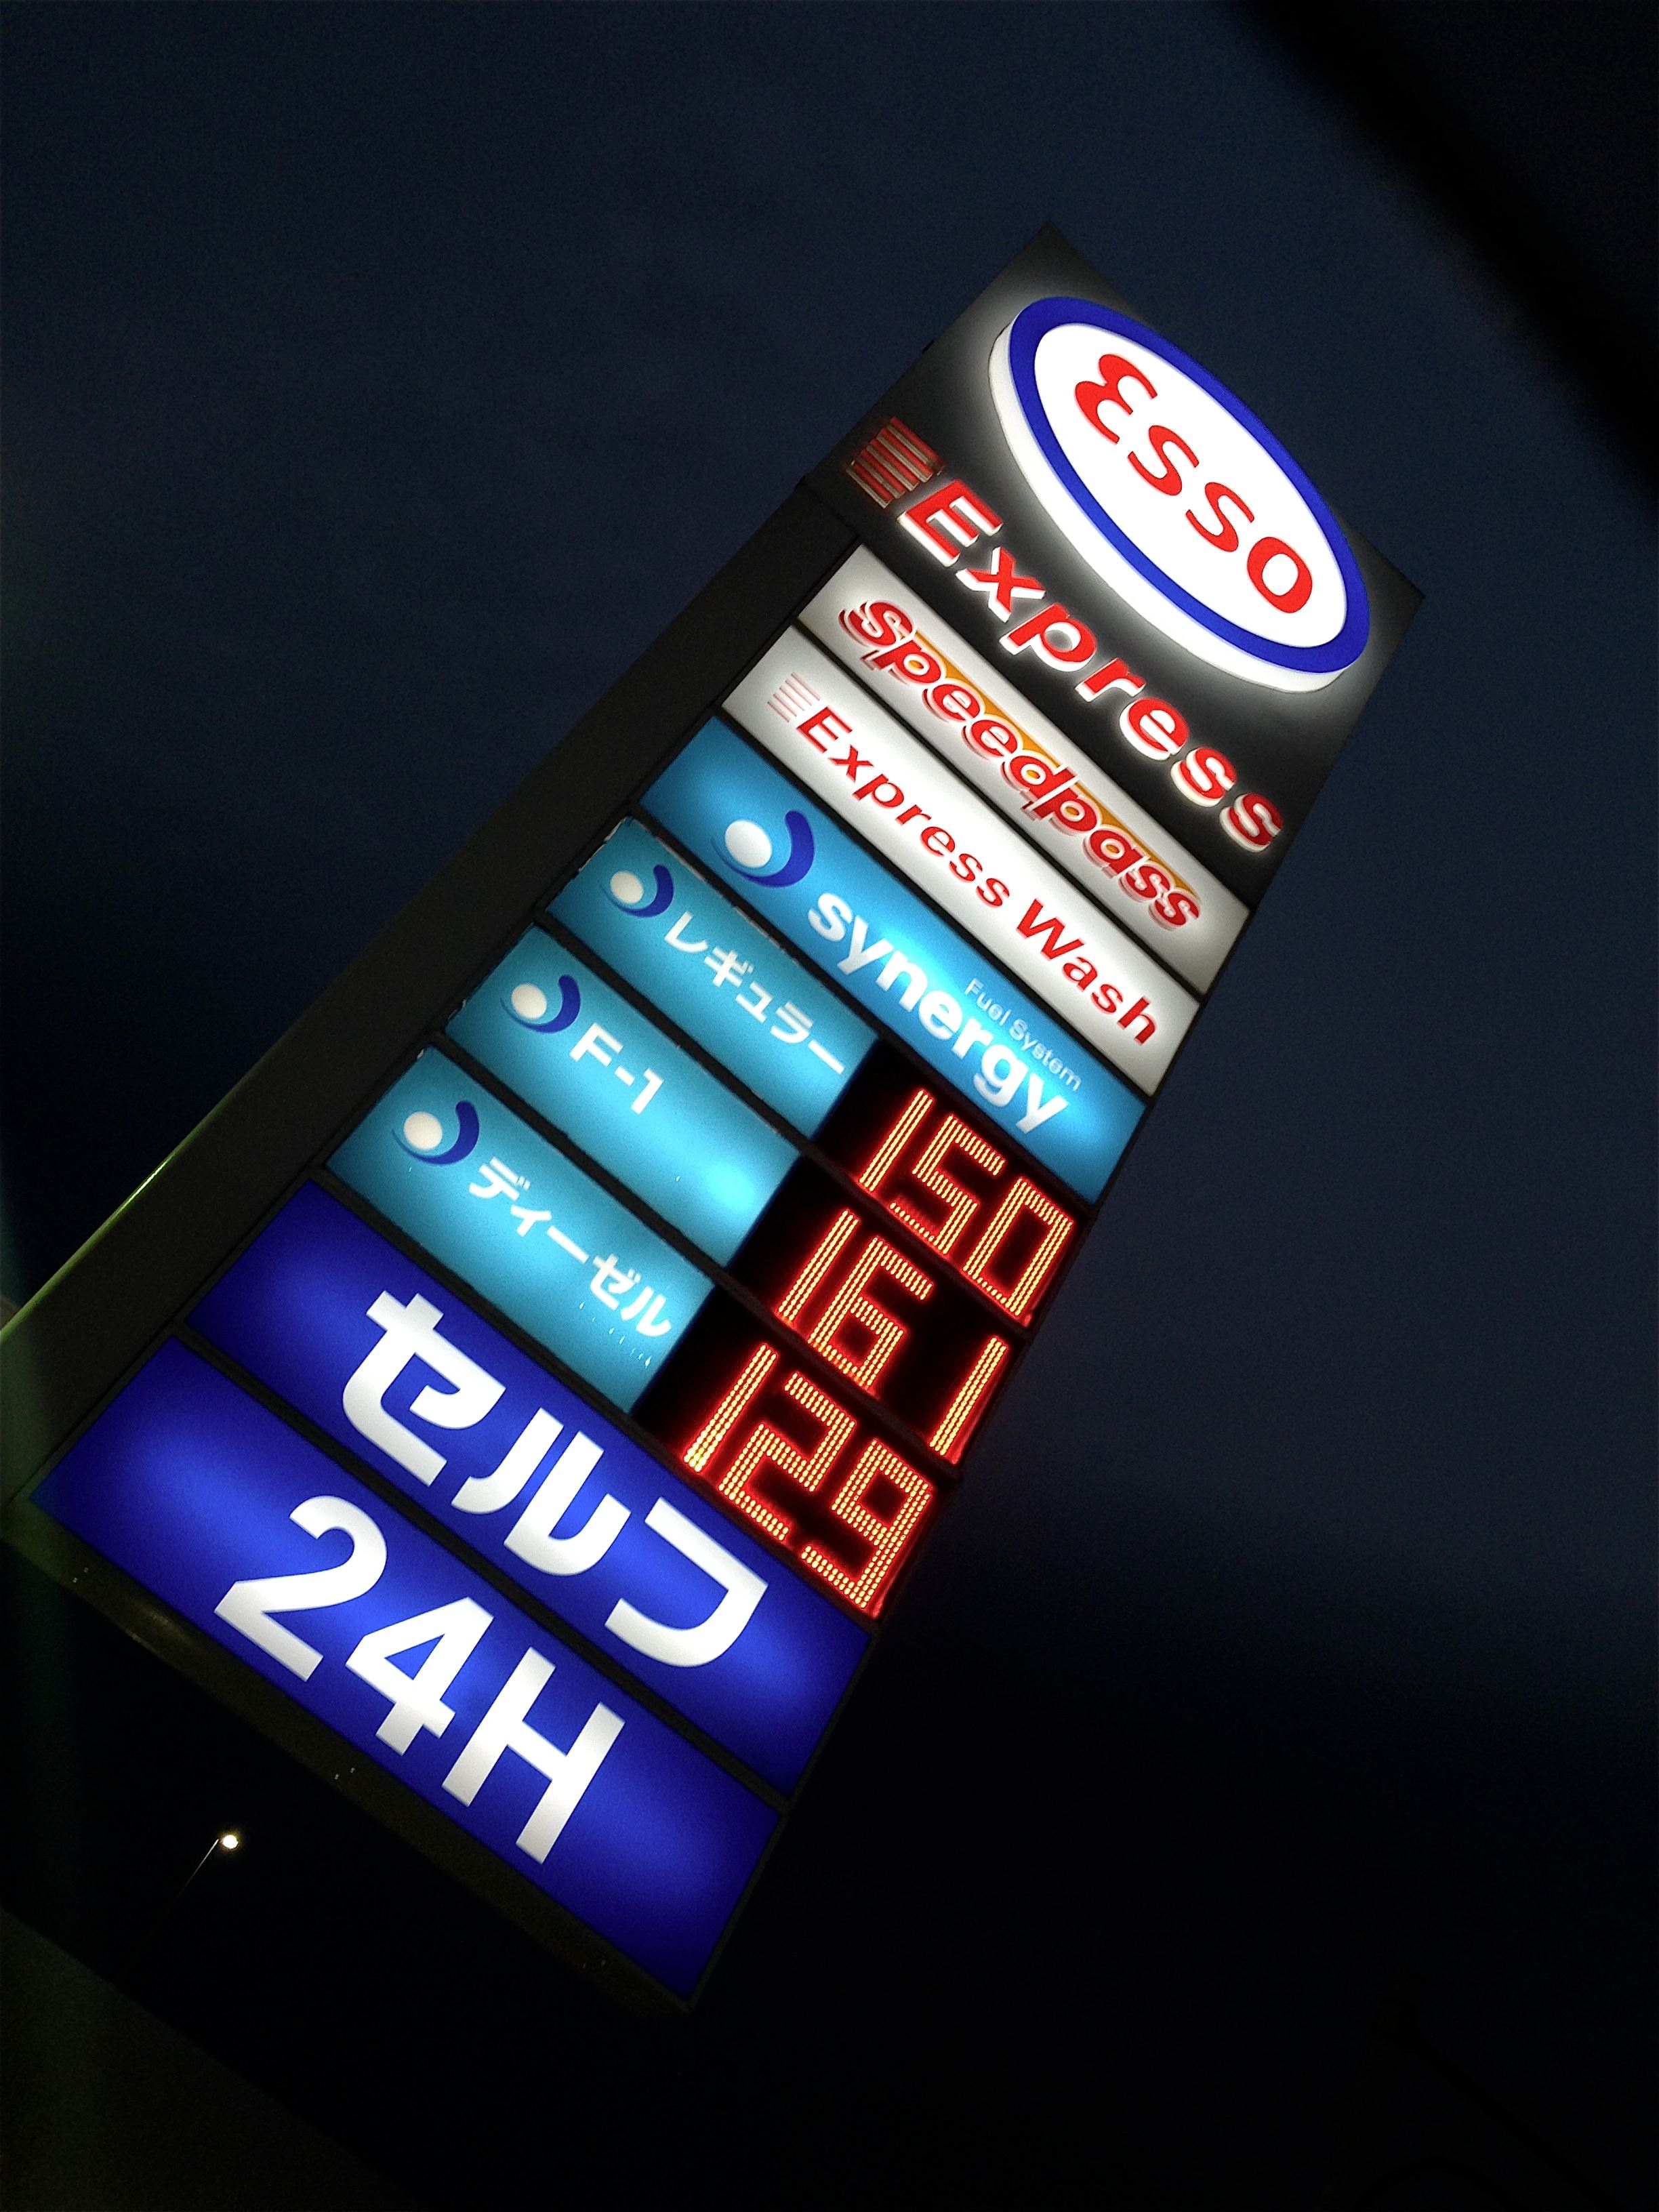 Esso
Express
Speedpass
Express Wash
synergy
Fuel System
レギュラー 150
F-1 161
ディーゼル 129
セルフ
24H